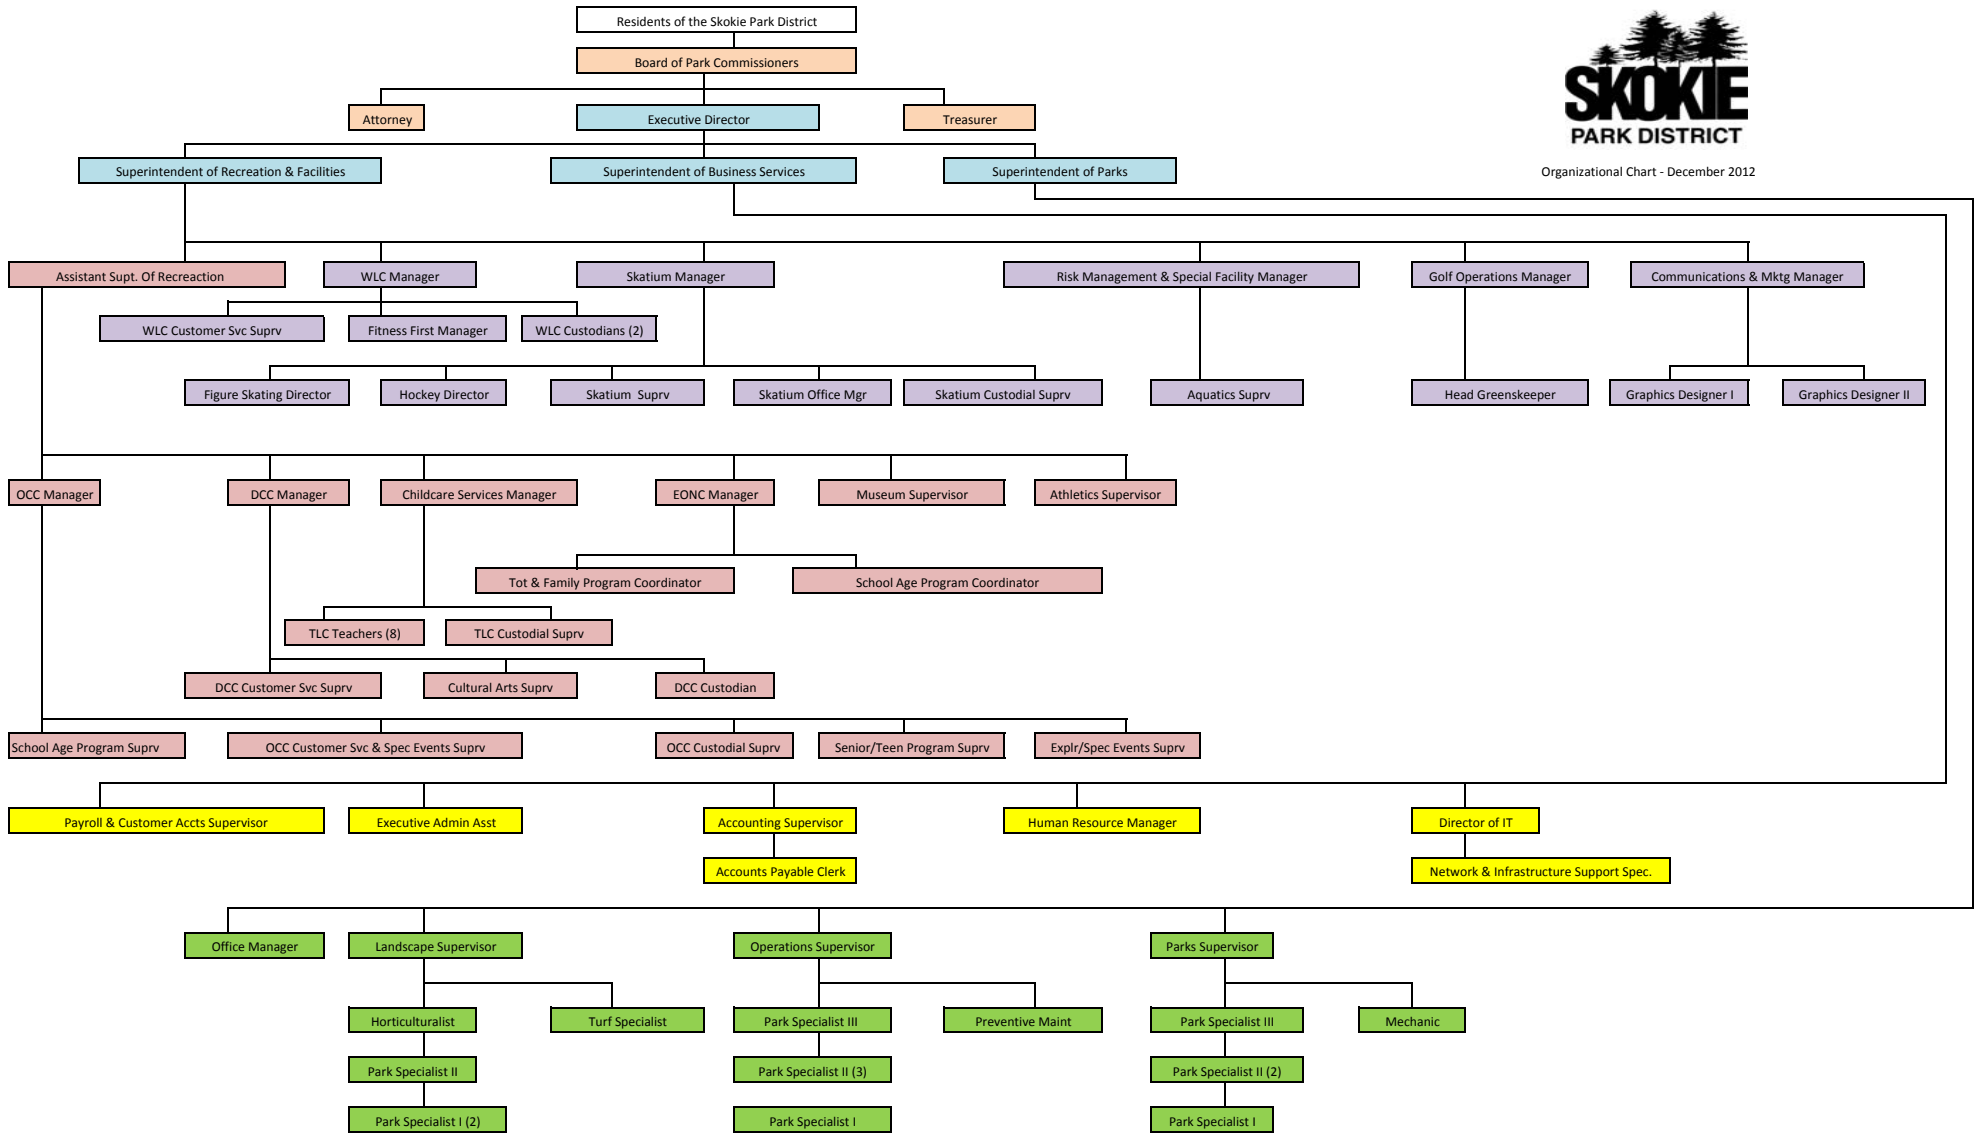 Residents of the Skokie Park District
Board of Park Commissioners
SKOKIE
PARK DISTRICT
Attorney
Executive Director
Treasurer
Superintendent of Recreation & Facilities
Superintendent of Business Services
Superintendent of Parks
Organizational Chart - December 2012
Assistant Supt. Of Recreaction
WLC Manager
Skatium Manager
Risk Management & Special Facility Manager
Golf Operations Manager
Communications & Mktg Manager
WLC Customer Svc Suprv
Fitness First Manager
WLC Custodians (2)
Figure Skating Director
Hockey Director
Skatium Suprv
Skatium Office Mgr
Skatium Custodial Suprv
Aquatics Suprv
Head Greenskeeper
Graphics Designer I
Graphics Designer II
OCC Manager
DCC Manager
Childcare Services Manager
EONC Manager
Museum Supervisor
Athletics Supervisor
Tot & Family Program Coordinator
School Age Program Coordinator
TLC Teachers (8)
TLC Custodial Suprv
DCC Customer Svc Suprv
Cultural Arts Suprv
DCC Custodian
School Age Program Suprv
OCC Customer Svc & Spec Events Suprv
OCC Custodial Suprv
Senior/Teen Program Suprv
Explr/Spec Events Suprv
Payroll & Customer Accts Supervisor
Executive Admin Asst
Accounting Supervisor
Human Resource Manager
Director of IT
Accounts Payable Clerk
Network & Infrastructure Support Spec.
Office Manager
Landscape Supervisor
Operations Supervisor
Parks Supervisor
Horticulturalist
Turf Specialist
Park Specialist III
Preventive Maint
Park Specialist III
Mechanic
Park Specialist II
Park Specialist II (3)
Park Specialist II (2)
Park Specialist I (2)
Park Specialist I
Park Specialist I